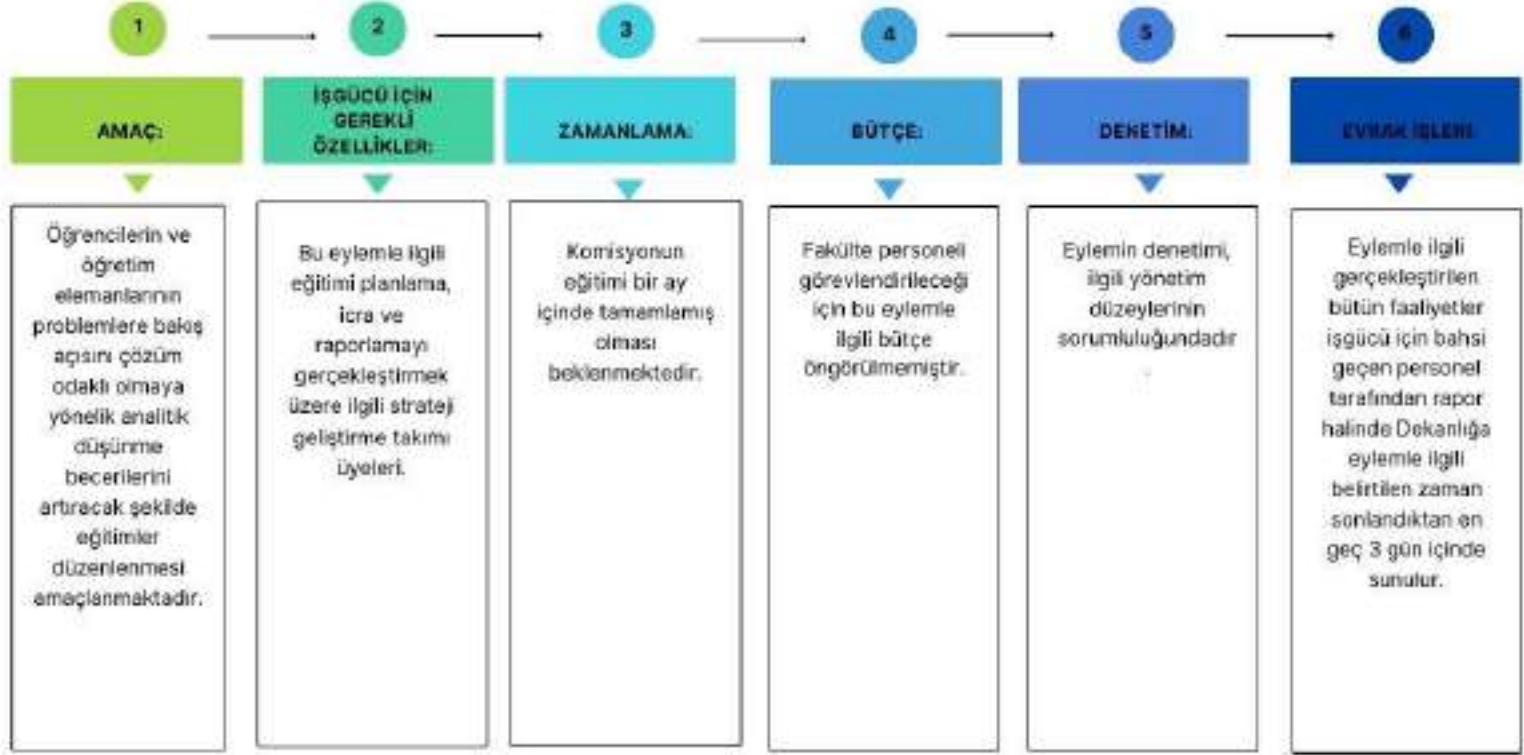 1
2
3
4
5
6
AMAÇ:
Öğrencilerin ve
öğretim
elemanlarının
problemlere bakış
açısını çözüm
odaklı olmaya
yönelik analitik
düşünme
becerilerini
artıracak şekilde
eğitimler
düzenlenmesi
amaçlanmaktadır.
İŞGÜCÜ İÇİN
GEREKLİ
ÖZELLİKLER:
Bu eylemle ilgili
eğitimi planlama,
icra ve
raporlamayı
gerçekleştirmek
üzere ilgili strateji
geliştirme takımı
üyeleri.
ZAMANLAMA:
Komisyonun
eğitimi bir ay
içinde tamamlamış
olması
beklenmektedir.
BÜTÇE:
Fakülte personeli
görevlendirileceği
için bu eylemle
ilgili bütçe
öngörülmemiştir.
DENETİM:
Eylemin denetimi,
ilgili yönetim
düzeylerinin
sorumluluğundadır
.
EVRAK İŞLERİ:
Eylemle ilgili
gerçekleştirilen
bütün faaliyetler
işgücü için bahsi
geçen personel
tarafından rapor
halinde Dekanlığa
eylemle ilgili
belirtilen zaman
sonlandıktan en
geç 3 gün içinde
sunulur.